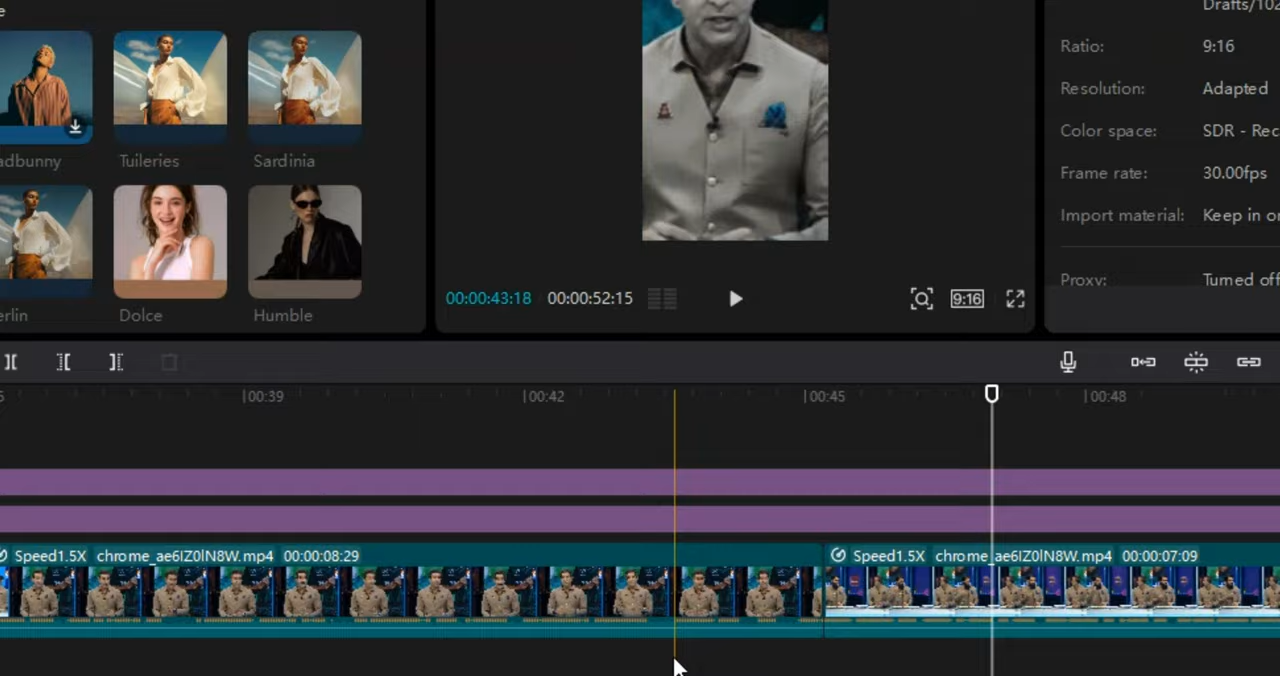 e
Drafts/102
Ratio: 9:16
Resolution: Adapted
Color space: SDR - Rec
Frame rate: 30.00fps
Import material: Keep in or
Proxy: Turned off
adbunny Tuileries Sardinia
erlin Dolce Humble
00:00:43:18 00:00:52:15
9:16
00:39 00:42 00:45 00:48
Speed1.5X chrome_ae6IZ0lN8W.mp4 00:00:08:29
Speed1.5X chrome_ae6IZ0lN8W.mp4 00:00:07:09